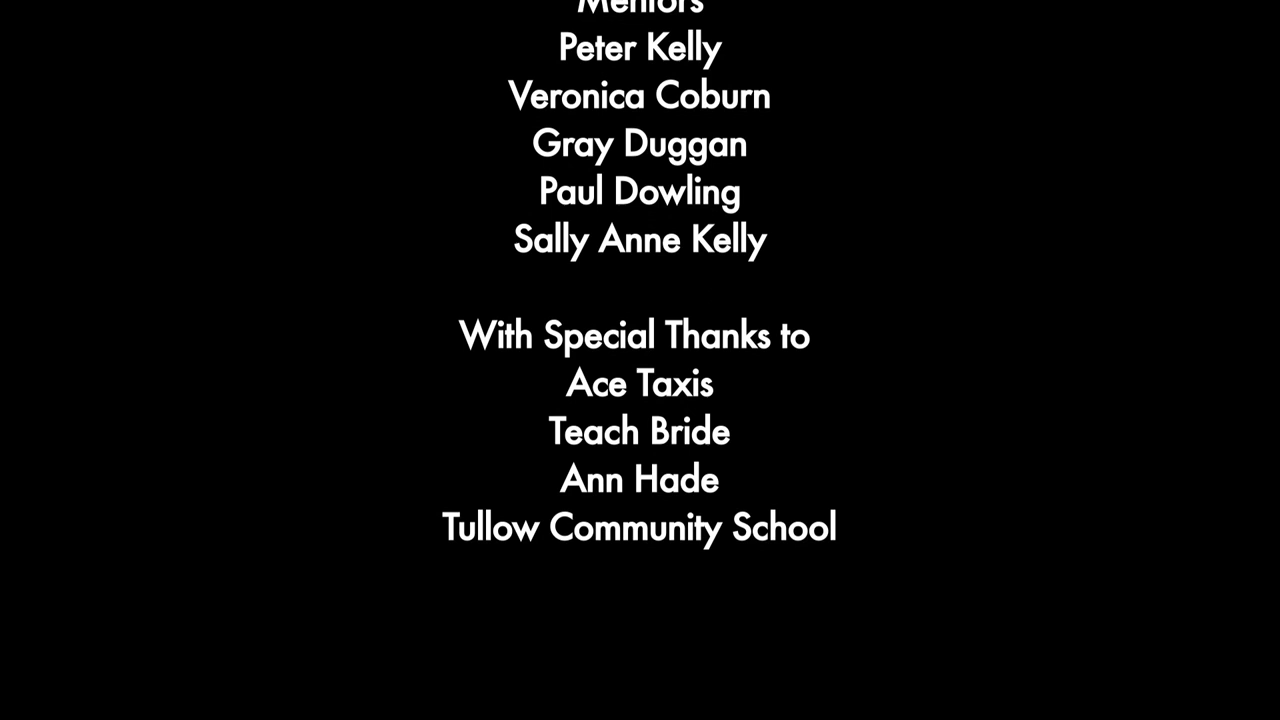 Mentors
Peter Kelly
Veronica Coburn
Gray Duggan
Paul Dowling
Sally Anne Kelly
With Special Thanks to
Ace Taxis
Teach Bride
Ann Hade
Tullow Community School